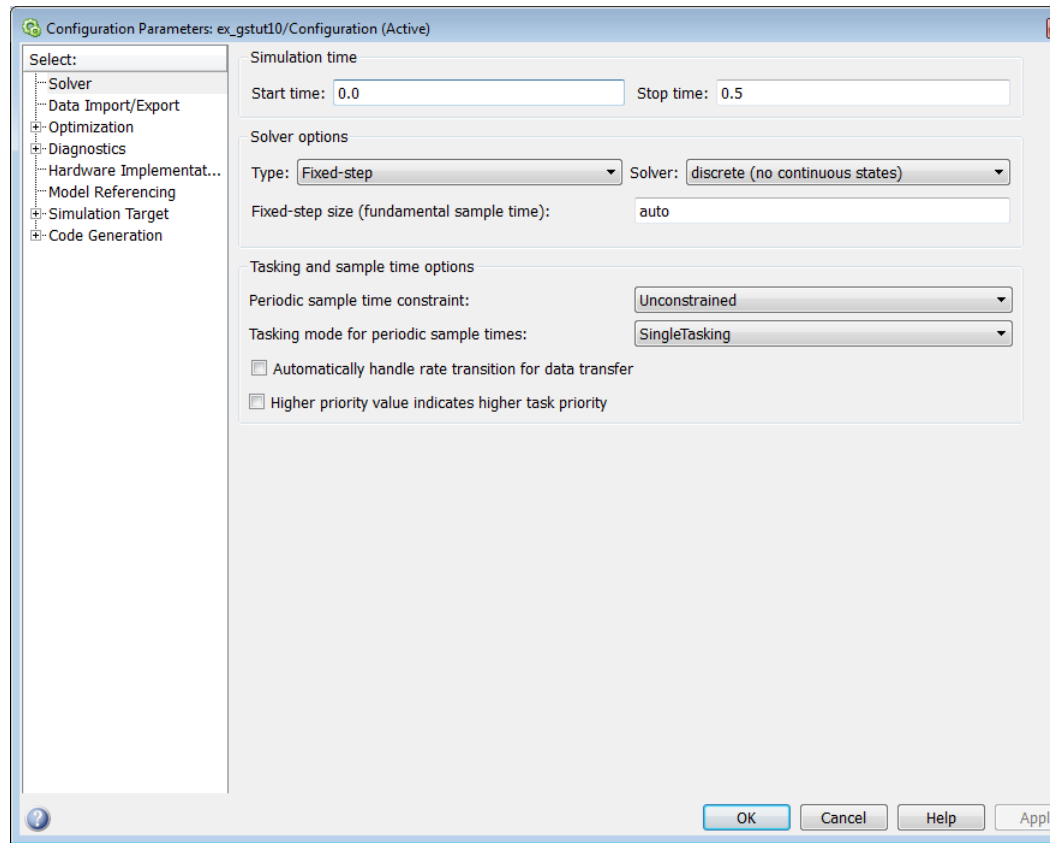 Configuration Parameters: ex_gstut10/Configuration (Active)
Select:
Solver
Data Import/Export
Optimization
Diagnostics
Hardware Implementat...
Model Referencing
Simulation Target
Code Generation
Simulation time
Start time: 0.0 Stop time: 0.5
Solver options
Type: Fixed-step Solver: discrete (no continuous states)
Fixed-step size (fundamental sample time): auto
Tasking and sample time options
Periodic sample time constraint: Unconstrained
Tasking mode for periodic sample times: SingleTasking
Automatically handle rate transition for data transfer
Higher priority value indicates higher task priority
? OK Cancel Help Appl